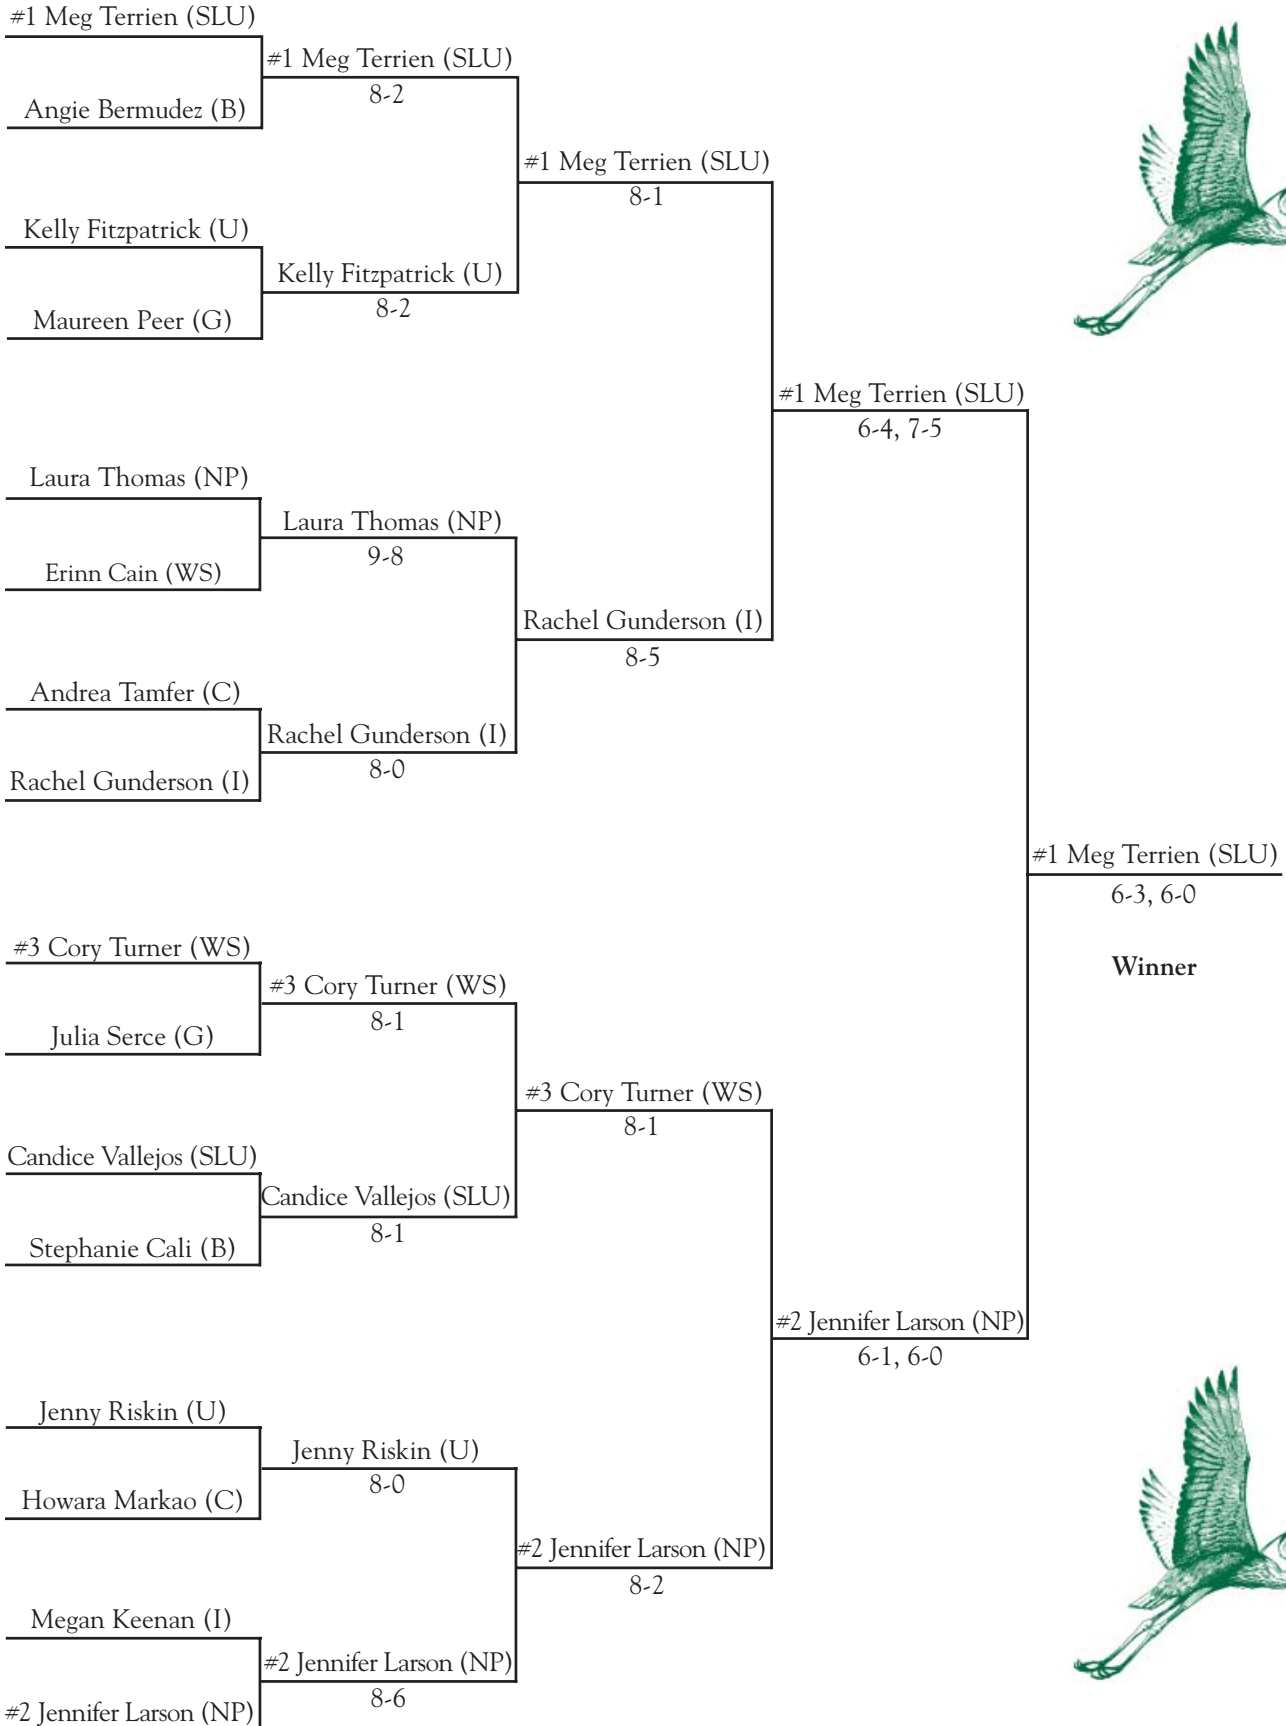 #1 Meg Terrien (SLU)
Angie Bermudez (B)
Kelly Fitzpatrick (U)
Maureen Peer (G)
Laura Thomas (NP)
Erinn Cain (WS)
Andrea Tamfer (C)
Rachel Gunderson (I)
#3 Cory Turner (WS)
Julia Serce (G)
Candice Vallejos (SLU)
Stephanie Cali (B)
Jenny Riskin (U)
Howara Markao (C)
Megan Keenan (I)
#2 Jennifer Larson (NP)
#1 Meg Terrien (SLU)
8-2
Kelly Fitzpatrick (U)
8-2
Laura Thomas (NP)
9-8
Rachel Gunderson (I)
8-0
#3 Cory Turner (WS)
8-1
Candice Vallejos (SLU)
8-1
Jenny Riskin (U)
8-0
#2 Jennifer Larson (NP)
8-6
#1 Meg Terrien (SLU)
8-1
Rachel Gunderson (I)
8-5
#3 Cory Turner (WS)
8-1
#2 Jennifer Larson (NP)
8-2
#1 Meg Terrien (SLU)
6-4, 7-5
#2 Jennifer Larson (NP)
6-1, 6-0
#1 Meg Terrien (SLU)
6-3, 6-0
Winner